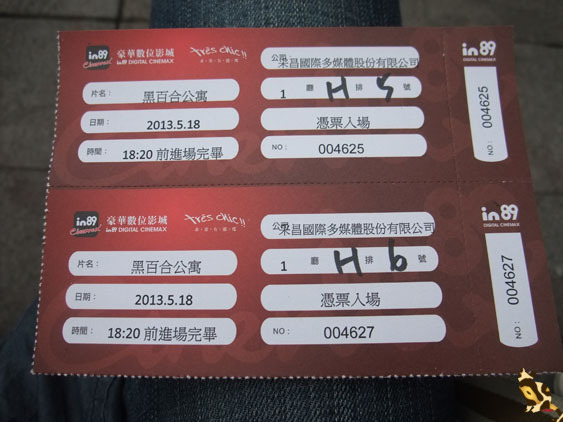 in89 Cinemax 豪華數位影城 Très chic!!
in89 DIGITAL CINEMAX
片名： 黑百合公寓
日期： 2013.5.18
時間： 18:20 前進場完畢
公司 采昌國際多媒體股份有限公司
1 廳 H 排 5 號
憑票入場
NO： 004625
in89
NO： 004625
in89 豪華數位影城 Très chic!!
in89 DIGITAL CINEMAX
片名： 黑百合公寓
日期： 2013.5.18
時間： 18:20 前進場完畢
公司 采昌國際多媒體股份有限公司
1 廳 H 排 6 號
憑票入場
NO： 004627
in89
NO： 004627